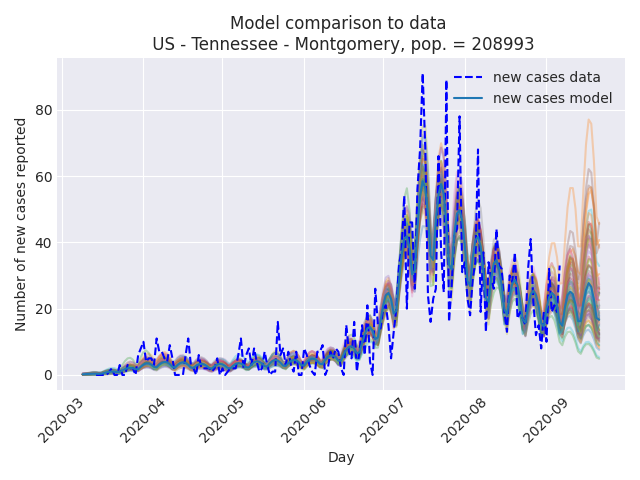 Model comparison to data
US - Tennessee - Montgomery, pop. = 208993
new cases data
new cases model
Number of new cases reported
80
60
40
20
0
2020-03
2020-04
2020-05
2020-06
2020-07
2020-08
2020-09
Day